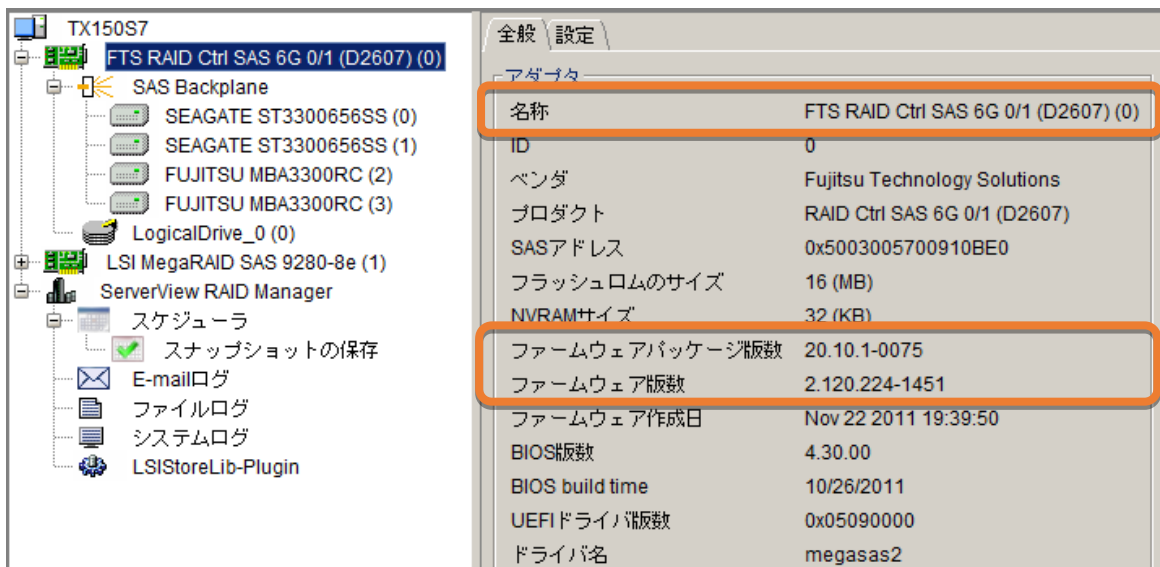 TX150S7
FTS RAID Ctrl SAS 6G 0/1 (D2607) (0)
SAS Backplane
SEAGATE ST3300656SS (0)
SEAGATE ST3300656SS (1)
FUJITSU MBA3300RC (2)
FUJITSU MBA3300RC (3)
LogicalDrive_0 (0)
LSI MegaRAID SAS 9280-8e (1)
ServerView RAID Manager
スケジューラ
スナップショットの保存
E-mailログ
ファイルログ
システムログ
LSIStoreLib-Plugin
全般 設定
アダプタ
名称 FTS RAID Ctrl SAS 6G 0/1 (D2607) (0)
ID 0
ベンダ Fujitsu Technology Solutions
プロダクト RAID Ctrl SAS 6G 0/1 (D2607)
SASアドレス 0x5003005700910BE0
フラッシュロムのサイズ 16 (MB)
NVRAMサイズ 32 (KB)
ファームウェアパッケージ版数 20.10.1-0075
ファームウェア版数 2.120.224-1451
ファームウェア作成日 Nov 22 2011 19:39:50
BIOS版数 4.30.00
BIOS build time 10/26/2011
UEFIドライバ版数 0x05090000
ドライバ名 megasas2